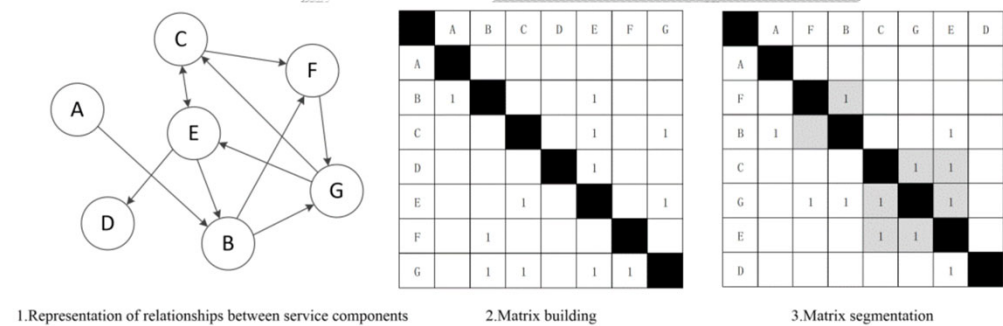 C
F
A
E
G
D
B
A B C D E F G
A
B 1 1
C 1 1
D 1
E 1 1
F 1
G 1 1 1 1
A F B C G E D
A
F 1
B 1 1
C 1 1
G 1 1 1 1
E 1 1
D 1
1.Representation of relationships between service components
2.Matrix building
3.Matrix segmentation